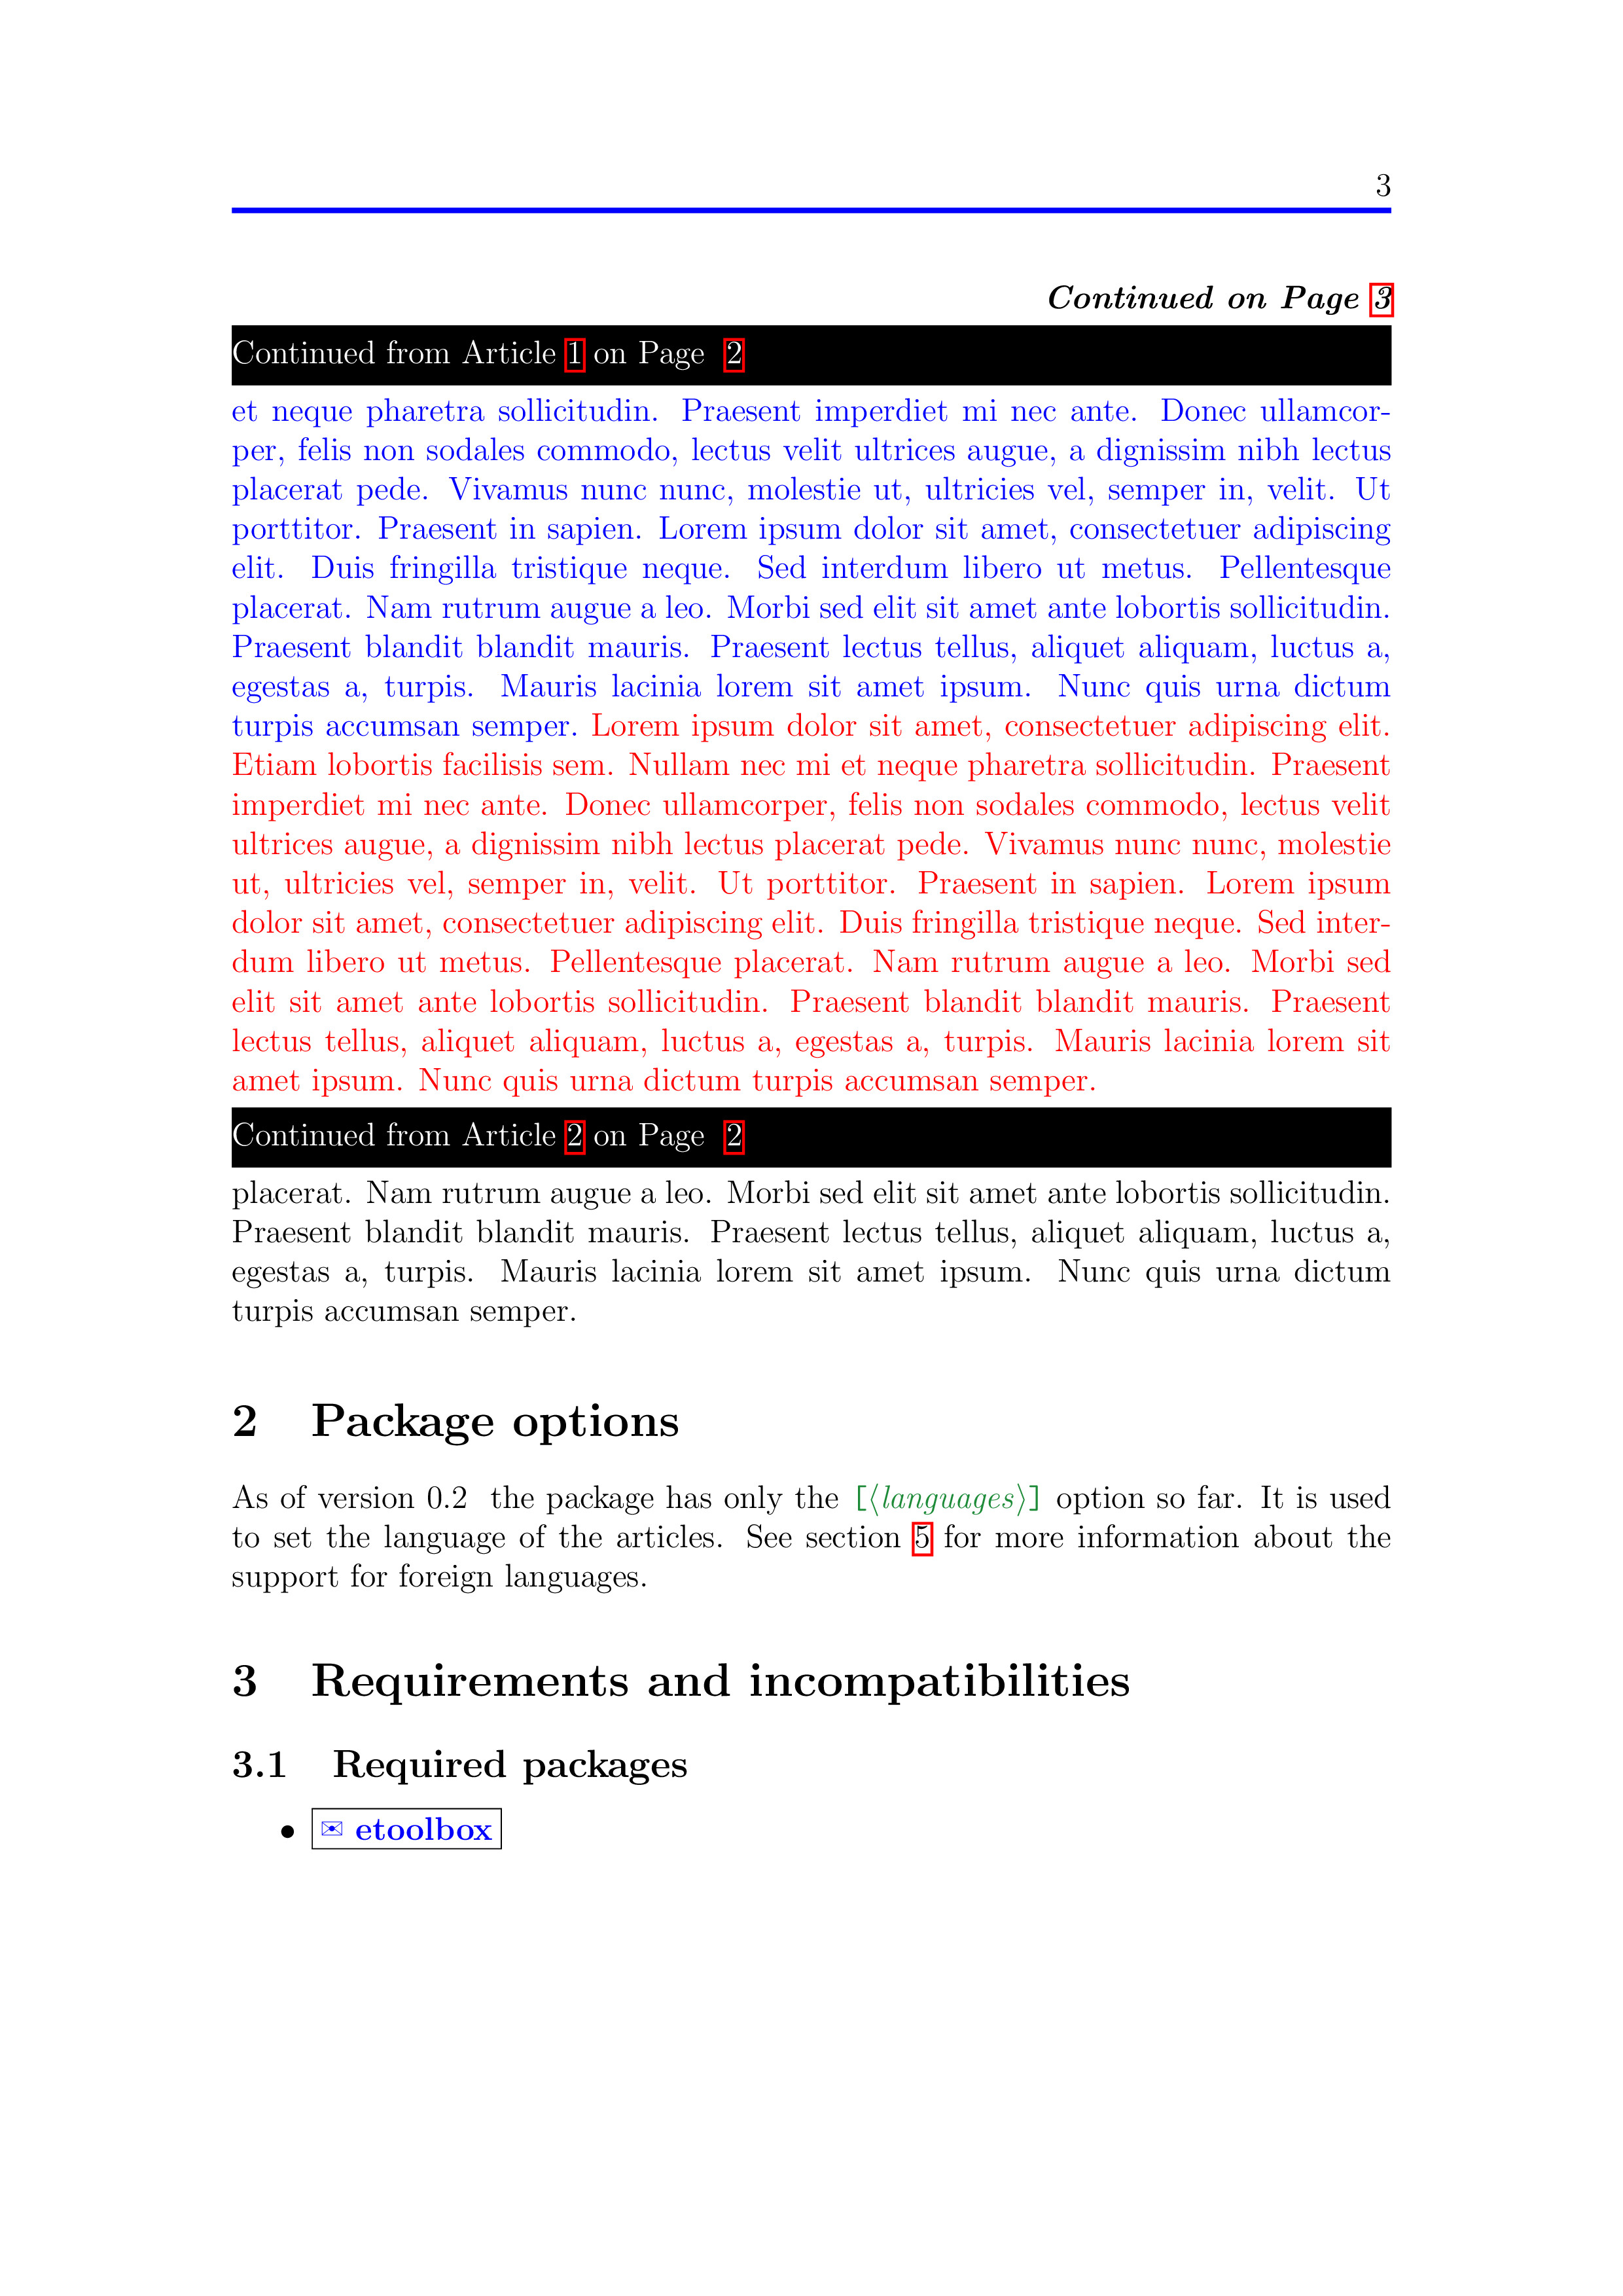 3
Continued on Page 3
Continued from Article 1 on Page 2
et neque pharetra sollicitudin. Praesent imperdiet mi nec ante. Donec ullamcor-
per, felis non sodales commodo, lectus velit ultrices augue, a dignissim nibh lectus
placerat pede. Vivamus nunc nunc, molestie ut, ultricies vel, semper in, velit. Ut
porttitor. Praesent in sapien. Lorem ipsum dolor sit amet, consectetuer adipiscing
elit. Duis fringilla tristique neque. Sed interdum libero ut metus. Pellentesque
placerat. Nam rutrum augue a leo. Morbi sed elit sit amet ante lobortis sollicitudin.
Praesent blandit blandit mauris. Praesent lectus tellus, aliquet aliquam, luctus a,
egestas a, turpis. Mauris lacinia lorem sit amet ipsum. Nunc quis urna dictum
turpis accumsan semper. Lorem ipsum dolor sit amet, consectetuer adipiscing elit.
Etiam lobortis facilisis sem. Nullam nec mi et neque pharetra sollicitudin. Praesent
imperdiet mi nec ante. Donec ullamcorper, felis non sodales commodo, lectus velit
ultrices augue, a dignissim nibh lectus placerat pede. Vivamus nunc nunc, molestie
ut, ultricies vel, semper in, velit. Ut porttitor. Praesent in sapien. Lorem ipsum
dolor sit amet, consectetuer adipiscing elit. Duis fringilla tristique neque. Sed inter-
dum libero ut metus. Pellentesque placerat. Nam rutrum augue a leo. Morbi sed
elit sit amet ante lobortis sollicitudin. Praesent blandit blandit mauris. Praesent
lectus tellus, aliquet aliquam, luctus a, egestas a, turpis. Mauris lacinia lorem sit
amet ipsum. Nunc quis urna dictum turpis accumsan semper.
Continued from Article 2 on Page 2
placerat. Nam rutrum augue a leo. Morbi sed elit sit amet ante lobortis sollicitudin.
Praesent blandit blandit mauris. Praesent lectus tellus, aliquet aliquam, luctus a,
egestas a, turpis. Mauris lacinia lorem sit amet ipsum. Nunc quis urna dictum
turpis accumsan semper.
2 Package options
As of version 0.2 the package has only the [⟨languages⟩] option so far. It is used
to set the language of the articles. See section 5 for more information about the
support for foreign languages.
3 Requirements and incompatibilities
3.1 Required packages
• ✉ etoolbox